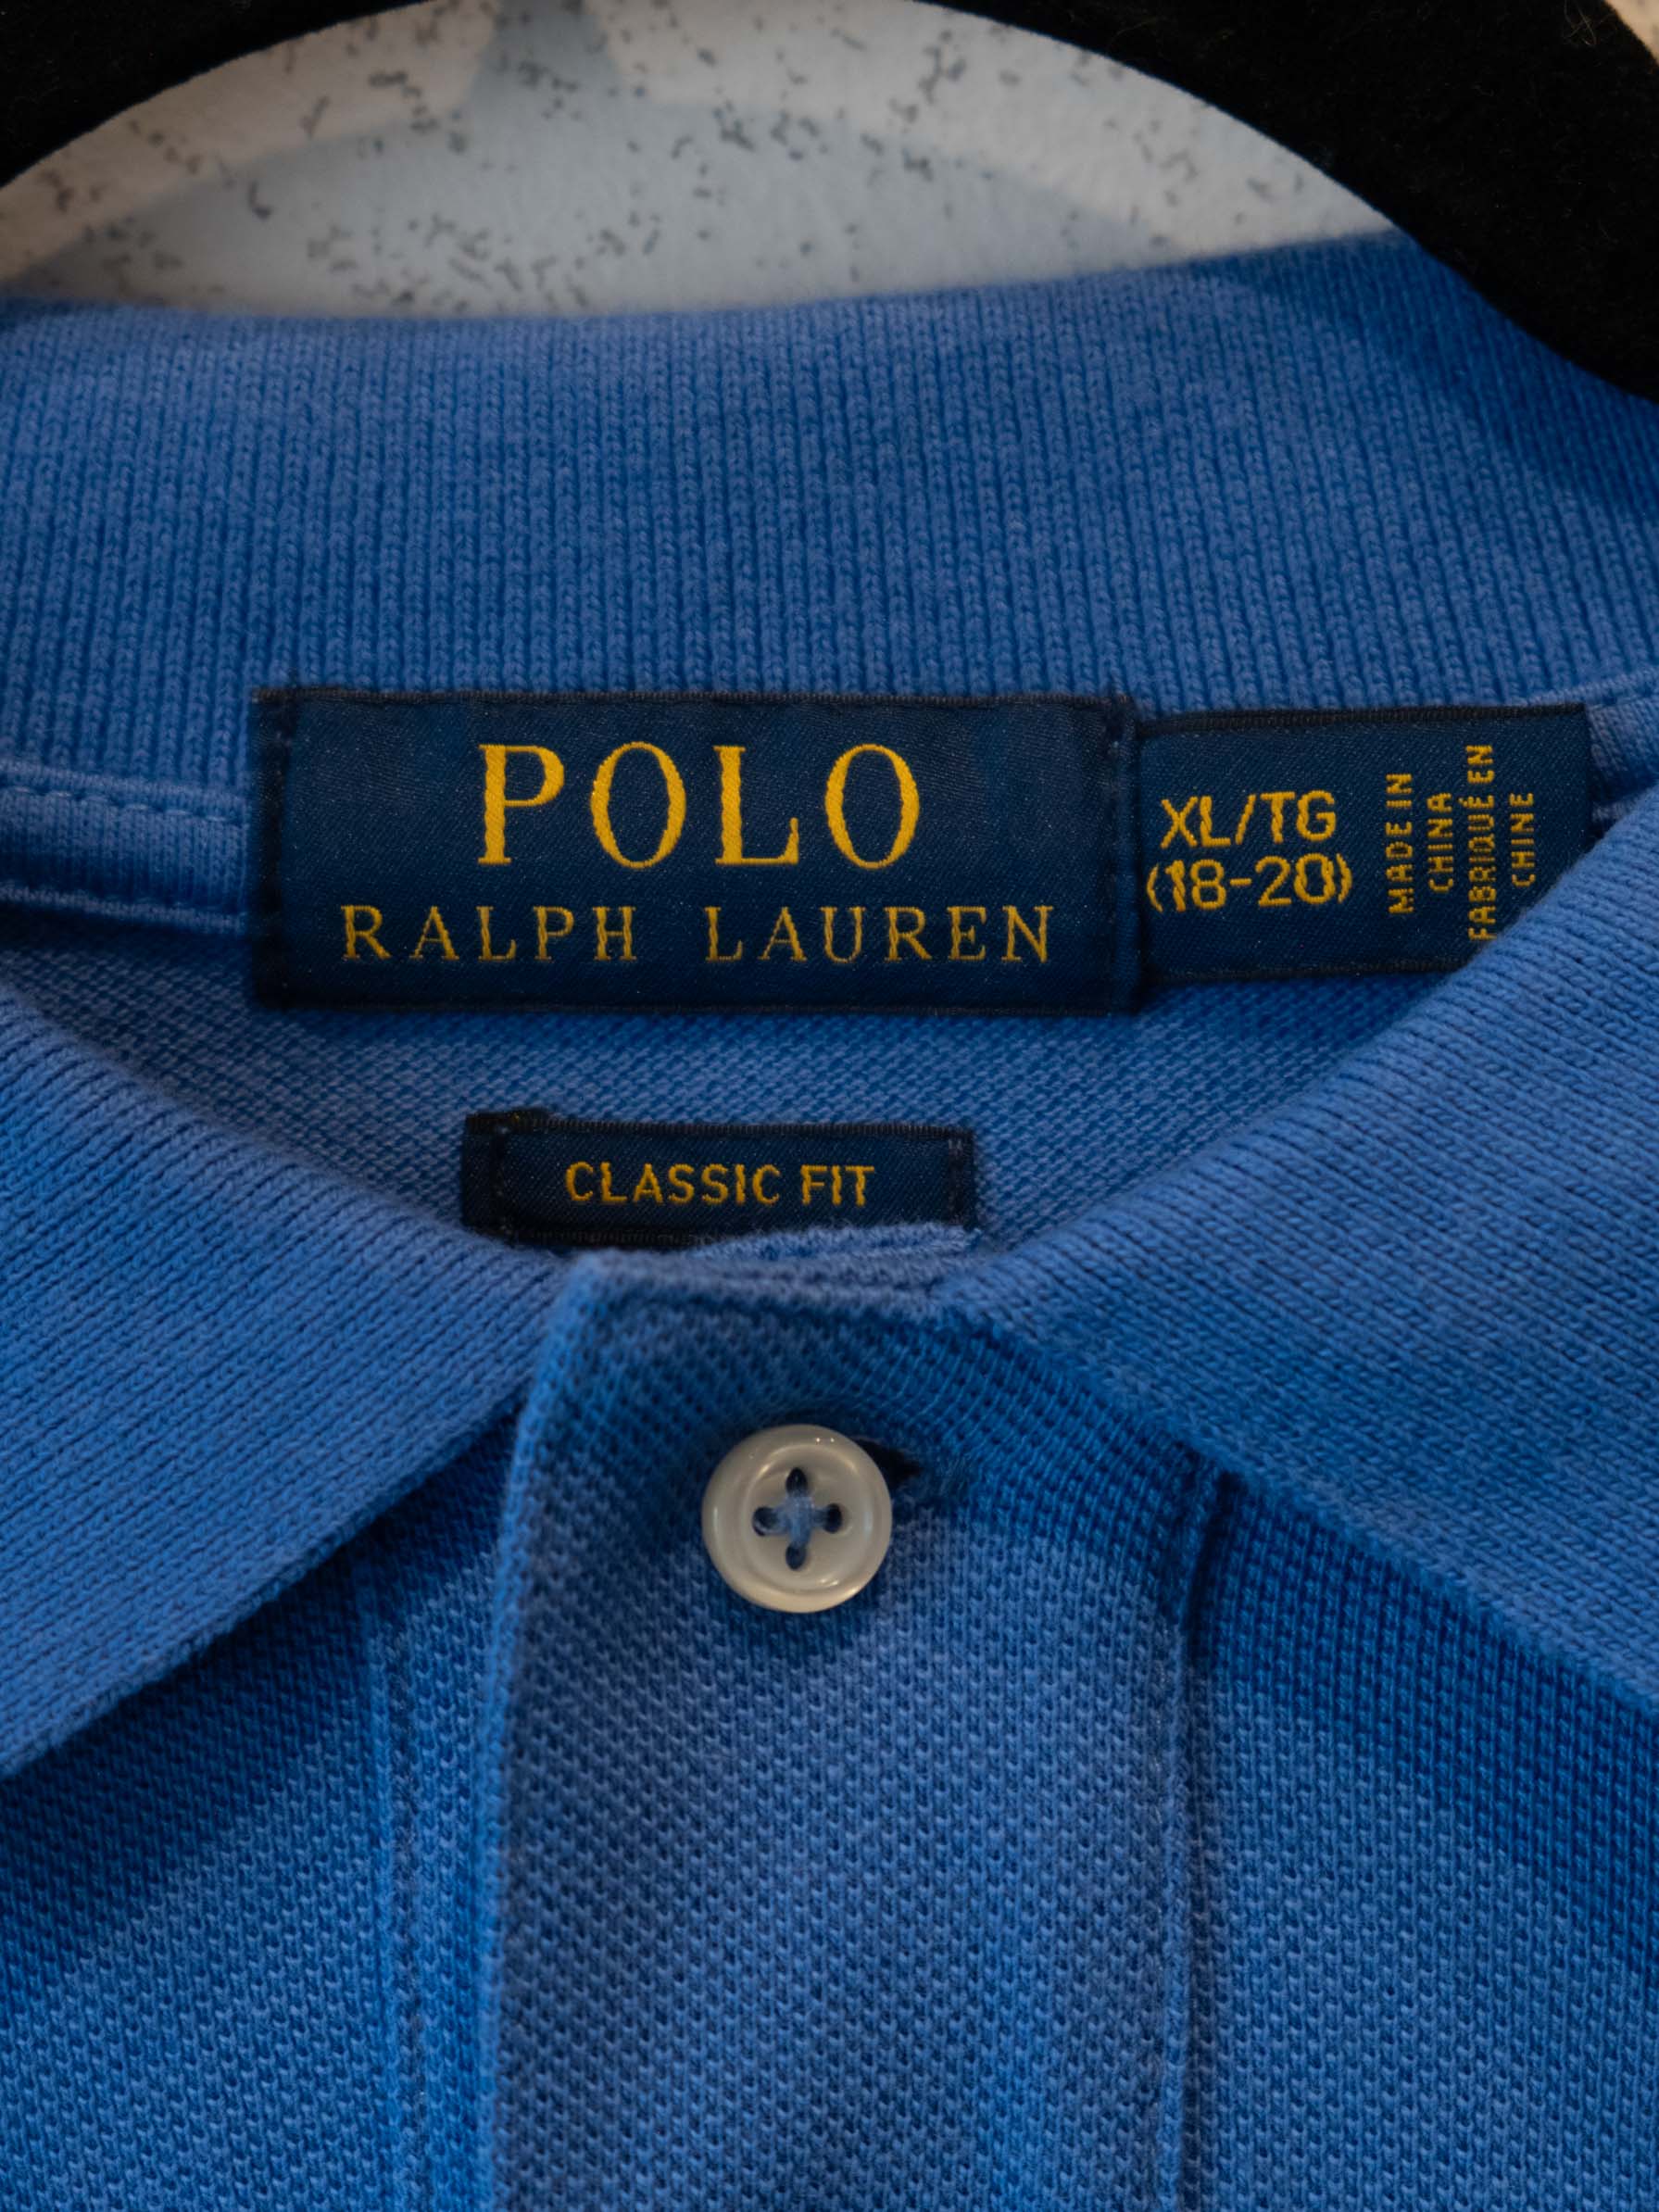 POLO
RALPH LAUREN
XL/TG
(18-20)
MADE IN
CHINA
FABRIQUÉ EN
CHINE
CLASSIC FIT